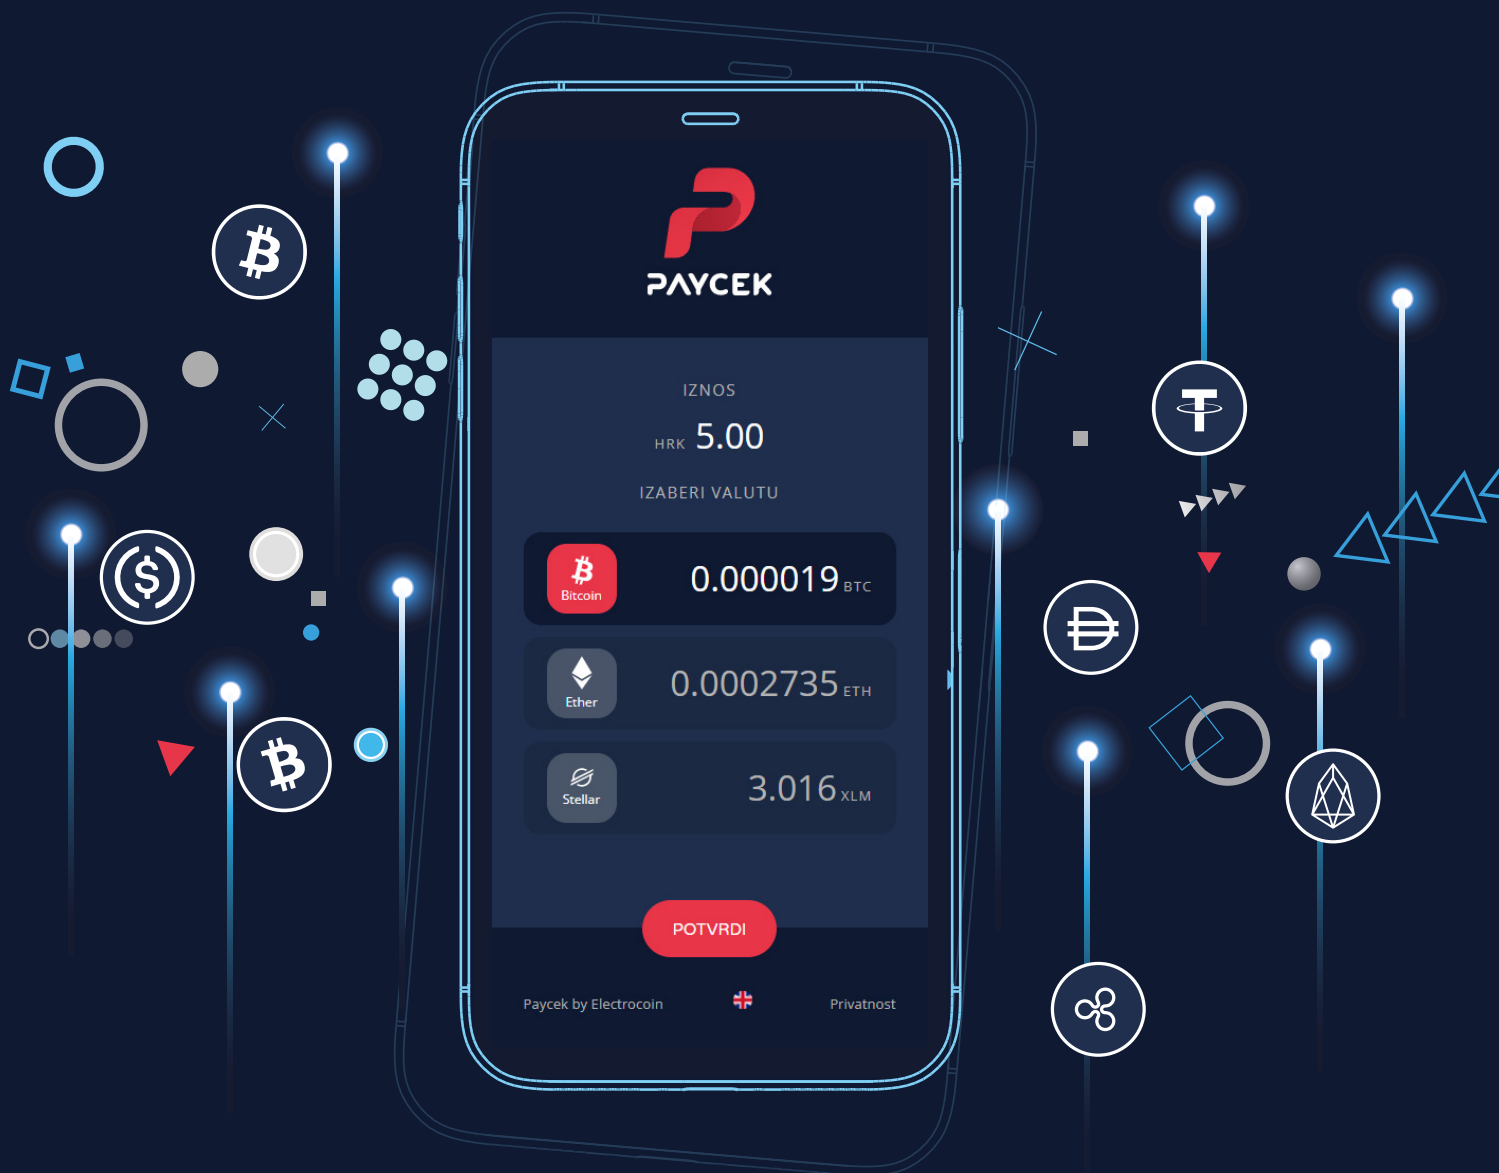 PAYCEK
IZNOS
HRK 5.00
IZABERI VALUTU
Bitcoin
0.000019 BTC
Ether
0.0002735 ETH
Stellar
3.016 XLM
POTVRDI
Paycek by Electrocoin
Privatnost